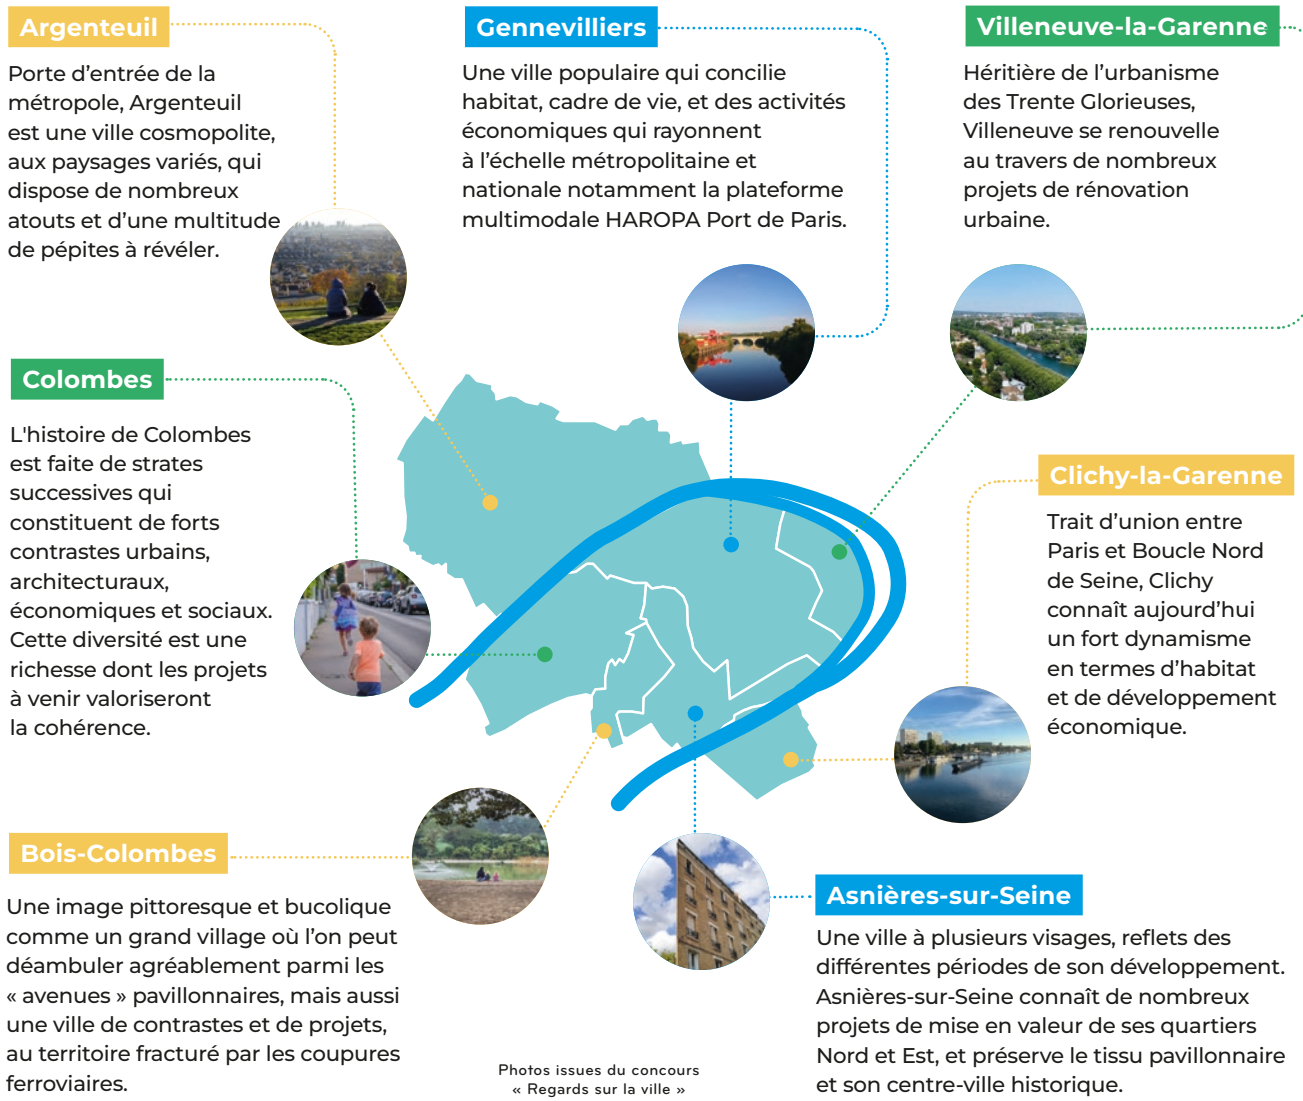 Argenteuil
Porte d'entrée de la
métropole, Argenteuil
est une ville cosmopolite,
aux paysages variés, qui
dispose de nombreux
atouts et d'une multitude
de pépites à révéler.
Gennevilliers
Une ville populaire qui concilie
habitat, cadre de vie, et des activités
économiques qui rayonnent
à l'échelle métropolitaine et
nationale notamment la plateforme
multimodale HAROPA Port de Paris.
Villeneuve-la-Garenne
Héritière de l'urbanisme
des Trente Glorieuses,
Villeneuve se renouvelle
au travers de nombreux
projets de rénovation
urbaine.
Colombes
L'histoire de Colombes
est faite de strates
successives qui
constituent de forts
contrastes urbains,
architecturaux,
économiques et sociaux.
Cette diversité est une
richesse dont les projets
à venir valoriseront
la cohérence.
Clichy-la-Garenne
Trait d'union entre
Paris et Boucle Nord
de Seine, Clichy
connaît aujourd'hui
un fort dynamisme
en termes d'habitat
et de développement
économique.
Bois-Colombes
Une image pittoresque et bucolique
comme un grand village où l'on peut
déambuler agréablement parmi les
« avenues » pavillonnaires, mais aussi
une ville de contrastes et de projets,
au territoire fracturé par les coupures
ferroviaires.
Asnières-sur-Seine
Une ville à plusieurs visages, reflets des
différentes périodes de son développement.
Asnières-sur-Seine connaît de nombreux
projets de mise en valeur de ses quartiers
Nord et Est, et préserve le tissu pavillonnaire
et son centre-ville historique.
Photos issues du concours
« Regards sur la ville »